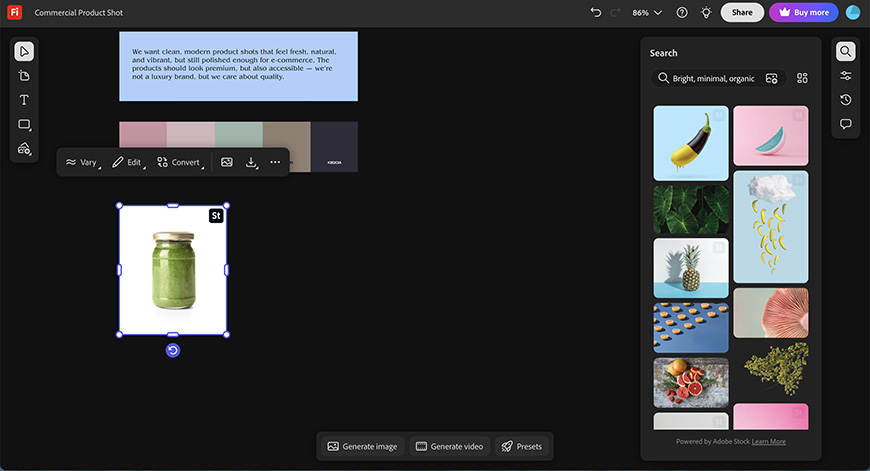 Fi
Commercial Product Shot
86%
Share
Buy more
We want clean, modern product shots that feel fresh, natural,
and vibrant, but still polished enough for e-commerce. The
products should look premium, but also accessible — we're
not a luxury brand, but we care about quality.
Vary
Edit
Convert
St
Search
Bright, minimal, organic
Powered by Adobe Stock Learn More
Generate image
Generate video
Presets